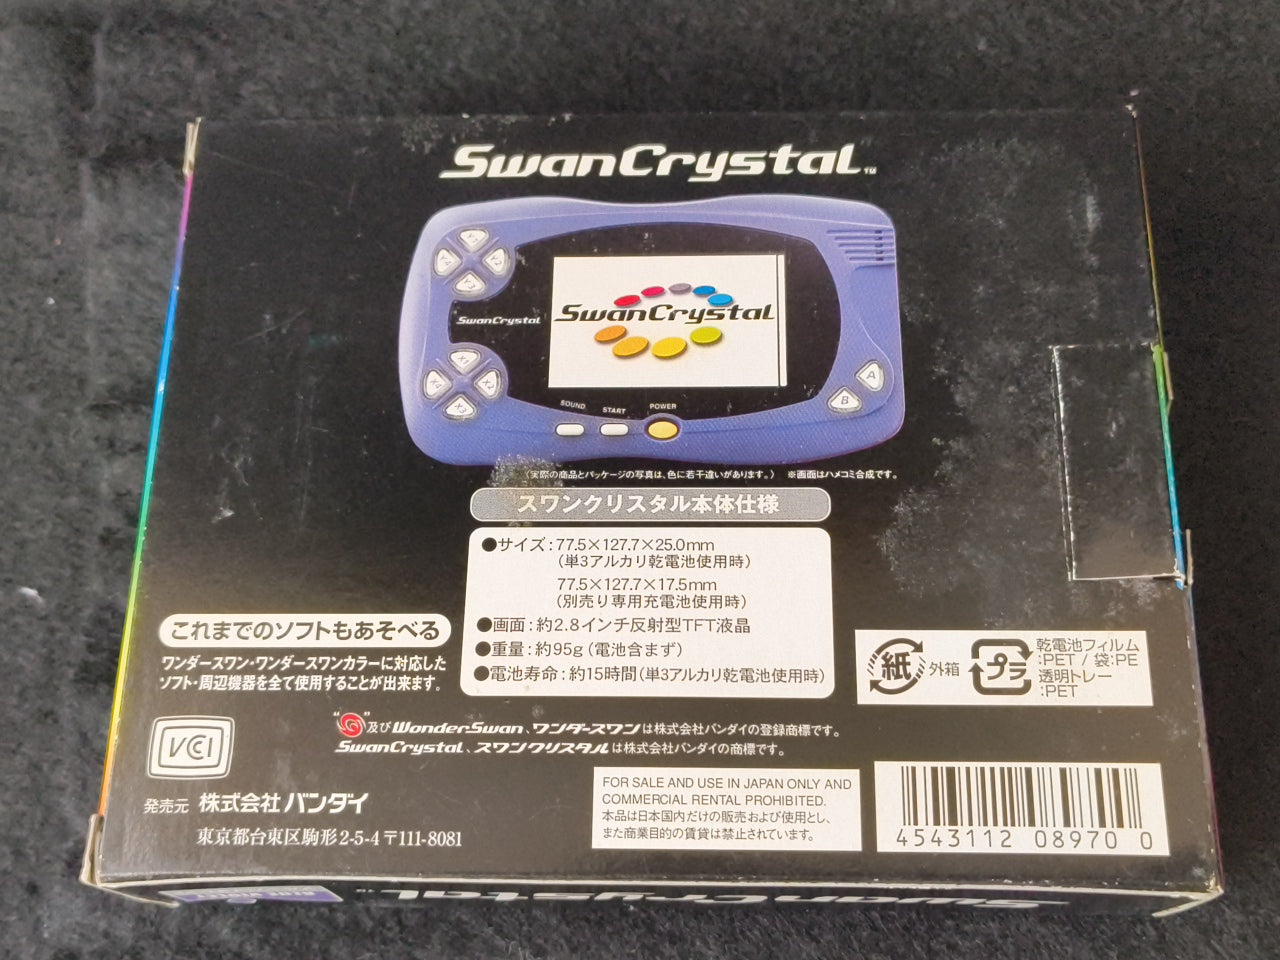 SwanCrystal™
Y1
Y4 Y2
Y3
SwanCrystal
SwanCrystal
X1
X4 X2
X3
A
B
SOUND START POWER
(実際の商品とパッケージの写真は、色に若干違いがあります。) ※画面はハメコミ合成です。
スワンクリスタル本体仕様
●サイズ:77.5×127.7×25.0mm
(単3アルカリ乾電池使用時)
77.5×127.7×17.5mm
(別売り専用充電池使用時)
●画面:約2.8インチ反射型TFT液晶
●重量:約95g(電池含まず)
●電池寿命:約15時間(単3アルカリ乾電池使用時)
これまでのソフトもあそべる
ワンダースワン・ワンダースワンカラーに対応した
ソフト・周辺機器を全て使用することが出来ます。
紙 外箱
プラ 乾電池フィルム
:PET / 袋:PE
透明トレー
:PET
“ ”及びWonderSwan、ワンダースワンは株式会社バンダイの登録商標です。
SwanCrystal、スワンクリスタルは株式会社バンダイの商標です。
VCI
発売元 株式会社バンダイ
東京都台東区駒形2-5-4〒111-8081
FOR SALE AND USE IN JAPAN ONLY AND
COMMERCIAL RENTAL PROHIBITED.
本品は日本国内だけの販売および使用とし、
また商業目的の賃貸は禁止されています。
4543112 08970 0
SwanCrystal